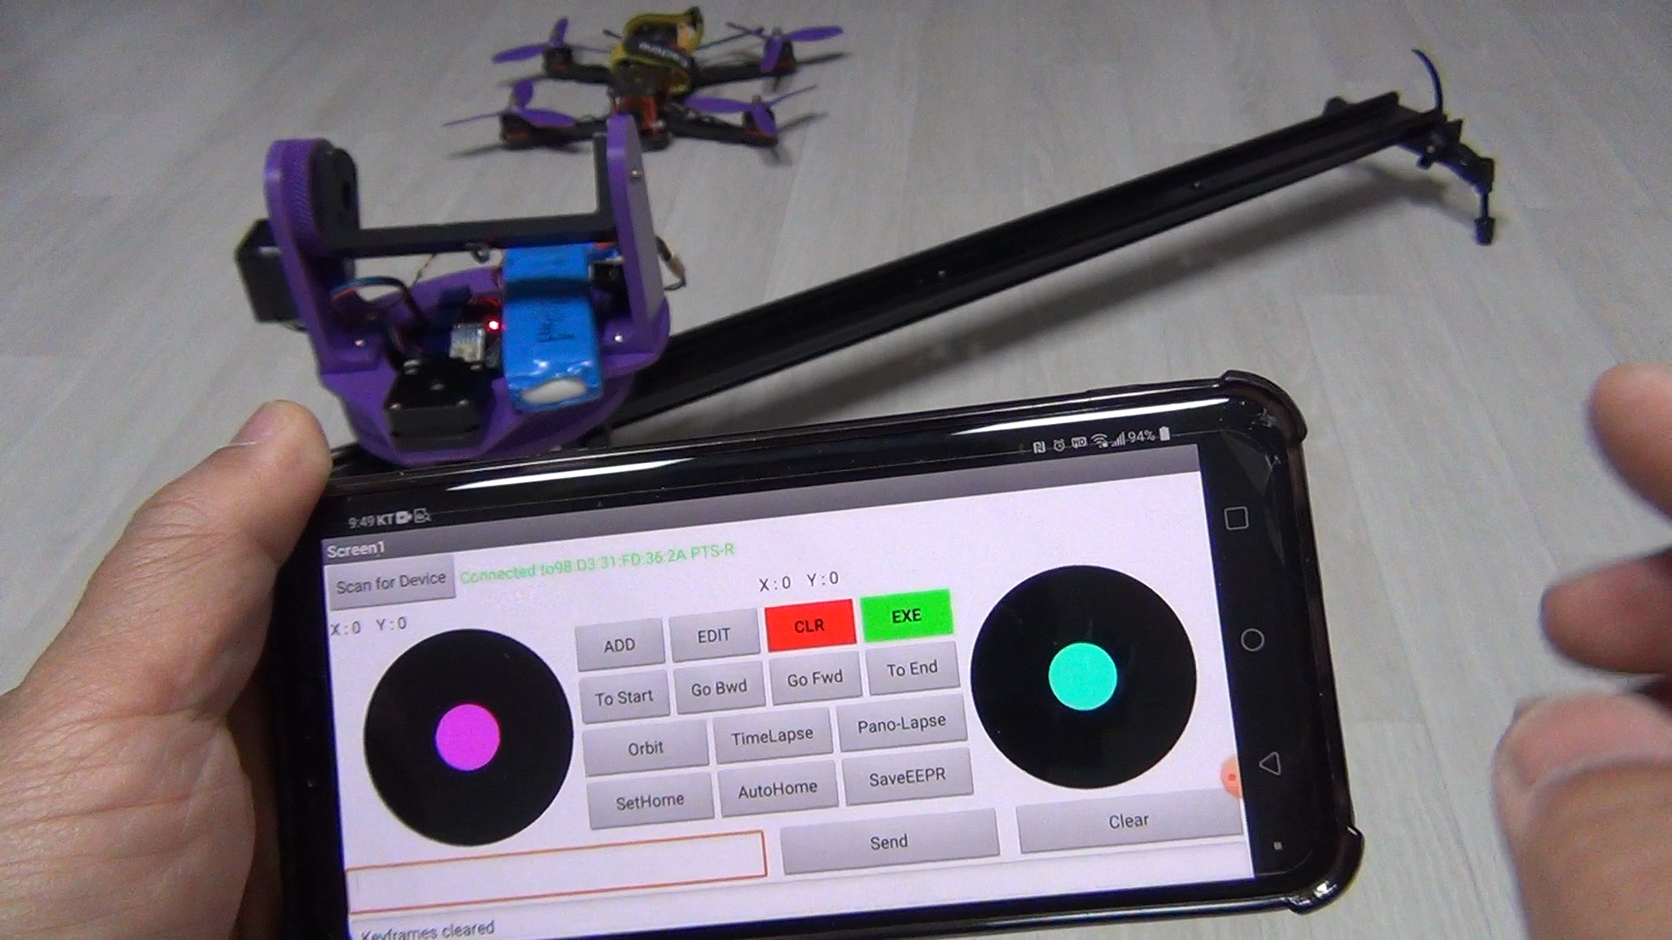 9:49 KT
94%
Screen1
Scan for Device
Connected to98:D3:31:FD:36:2A PTS-R
X:0 Y:0
X:0 Y:0
ADD
EDIT
CLR
EXE
To Start
Go Bwd
Go Fwd
To End
Orbit
TimeLapse
Pano-Lapse
SetHome
AutoHome
SaveEEPR
Send
Clear
Keyframes cleared